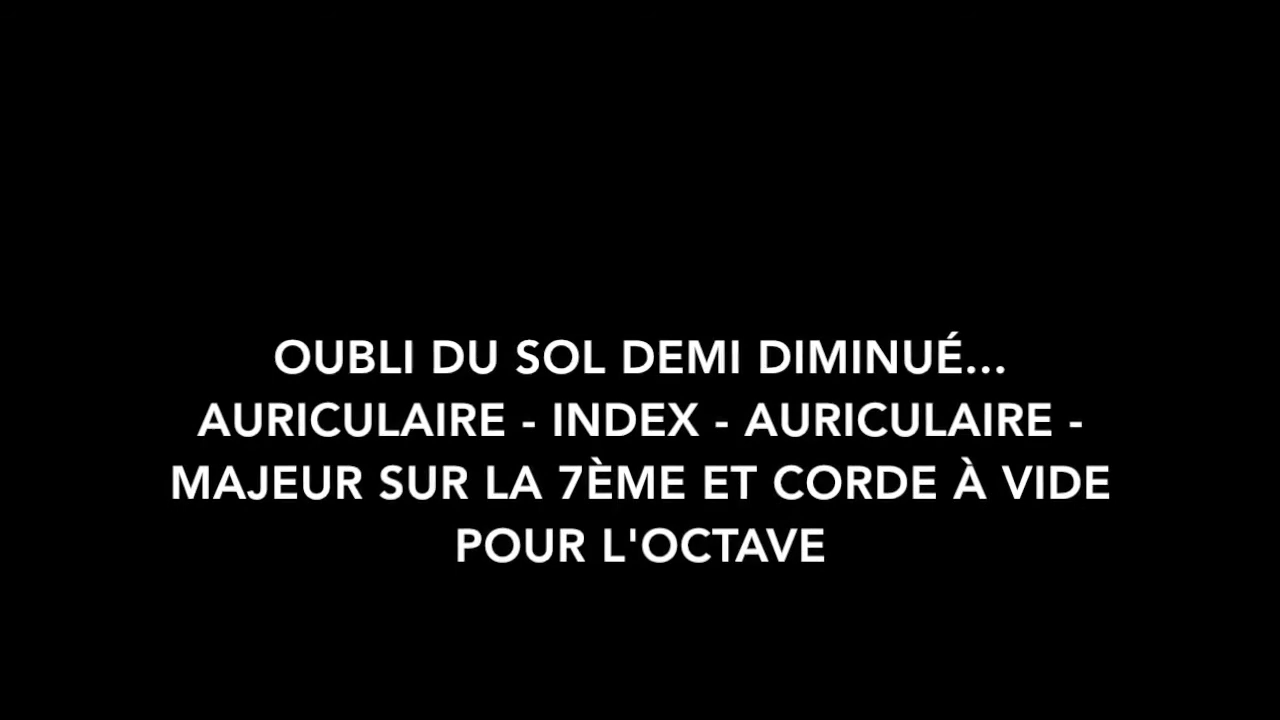 OUBLI DU SOL DEMI DIMINUÉ...
AURICULAIRE - INDEX - AURICULAIRE -
MAJEUR SUR LA 7ÈME ET CORDE À VIDE
POUR L'OCTAVE